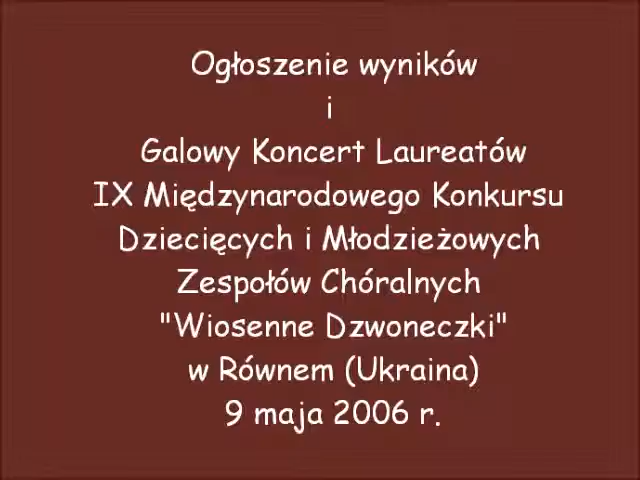 Ogłoszenie wyników
i
Galowy Koncert Laureatów
IX Międzynarodowego Konkursu
Dziecięcych i Młodzieżowych
Zespołów Chóralnych
"Wiosenne Dzwoneczki"
w Równem (Ukraina)
9 maja 2006 r.